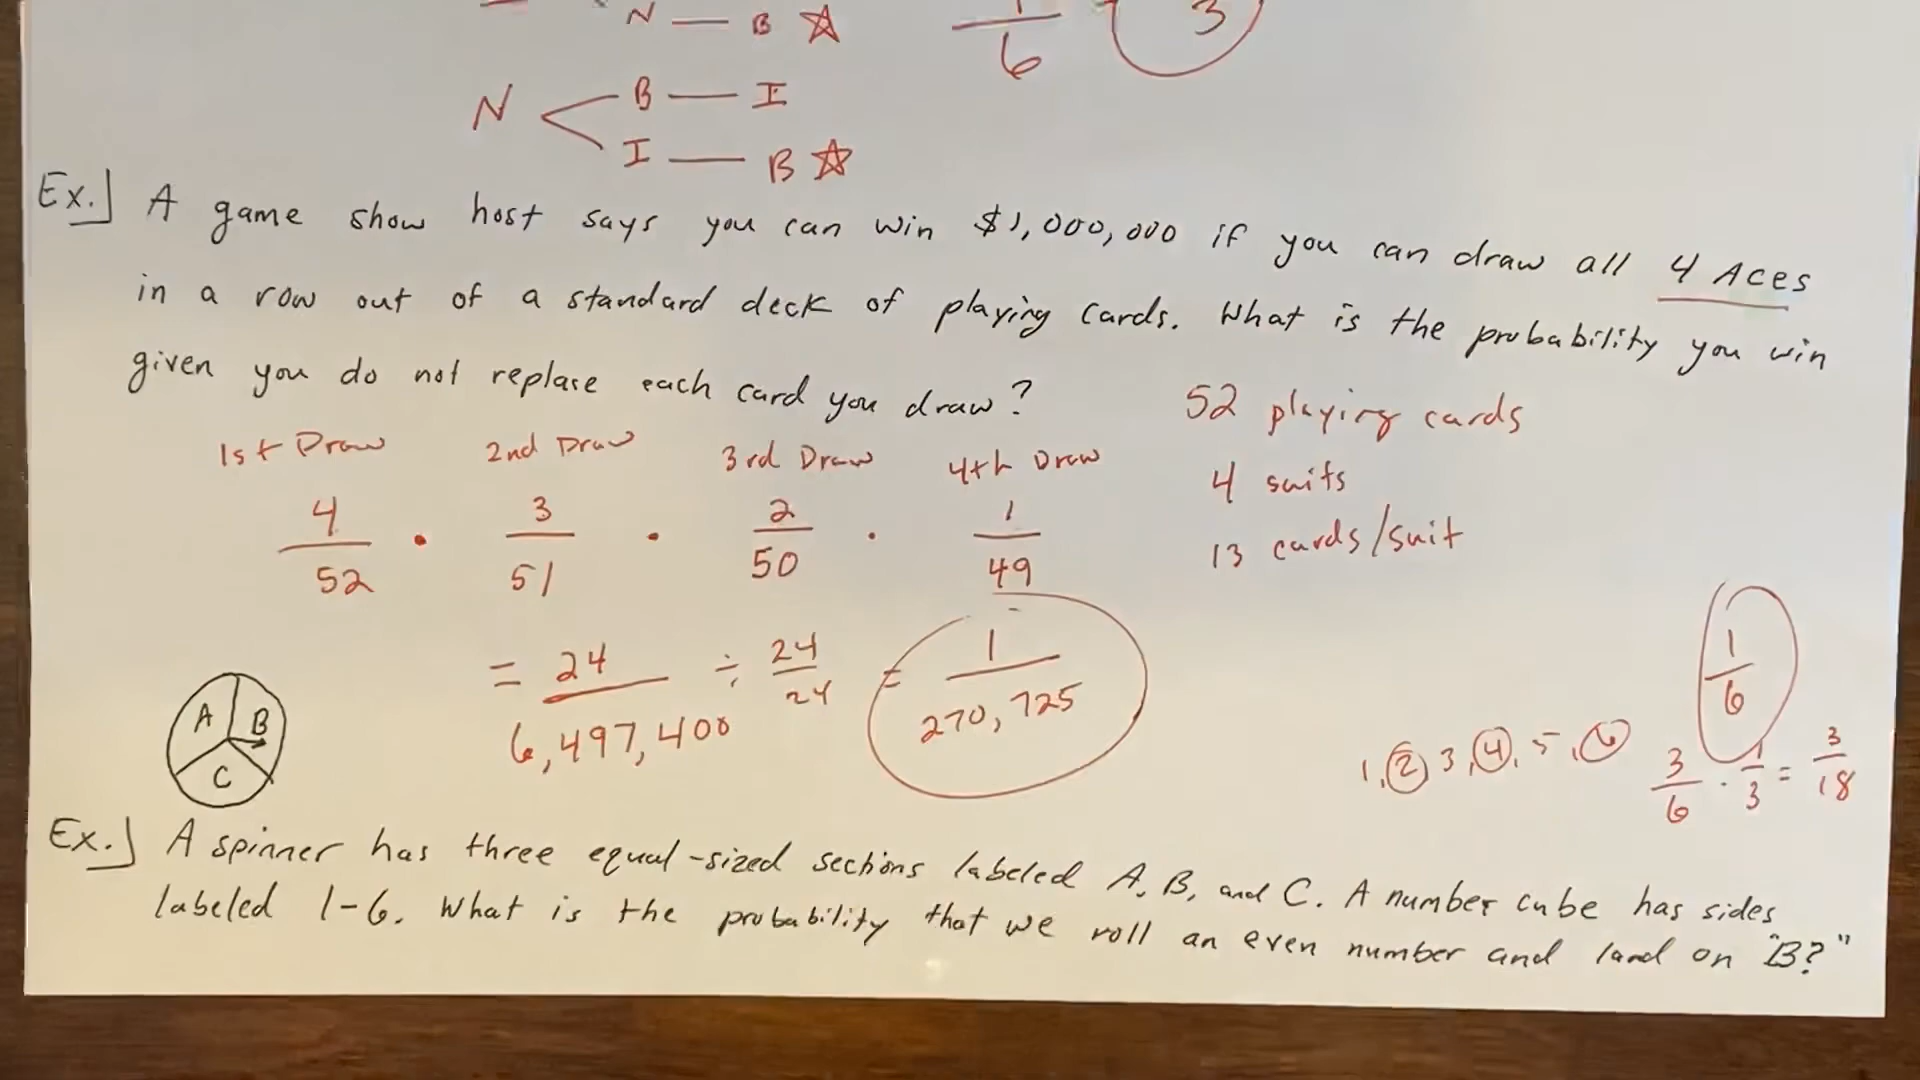 N — B ☆
1/6
3
N < B — I
I — B ☆
Ex.] A game show host says you can win $1,000,000 if you can draw all 4 Aces
in a row out of a standard deck of playing cards. What is the probability you win
given you do not replace each card you draw?
52 playing cards
4 suits
13 cards/suit
1st Draw 2nd Draw 3rd Draw 4th Draw
4/52 · 3/51 · 2/50 · 1/49
= 24/6,497,400 ÷ 24/24 = 1/270,725
A B
C
1/6
1, 2, 3, 4, 5, 6 3/6 · 1/3 = 3/18
Ex.] A spinner has three equal-sized sections labeled A, B, and C. A number cube has sides
labeled 1-6. What is the probability that we roll an even number and land on "B?"